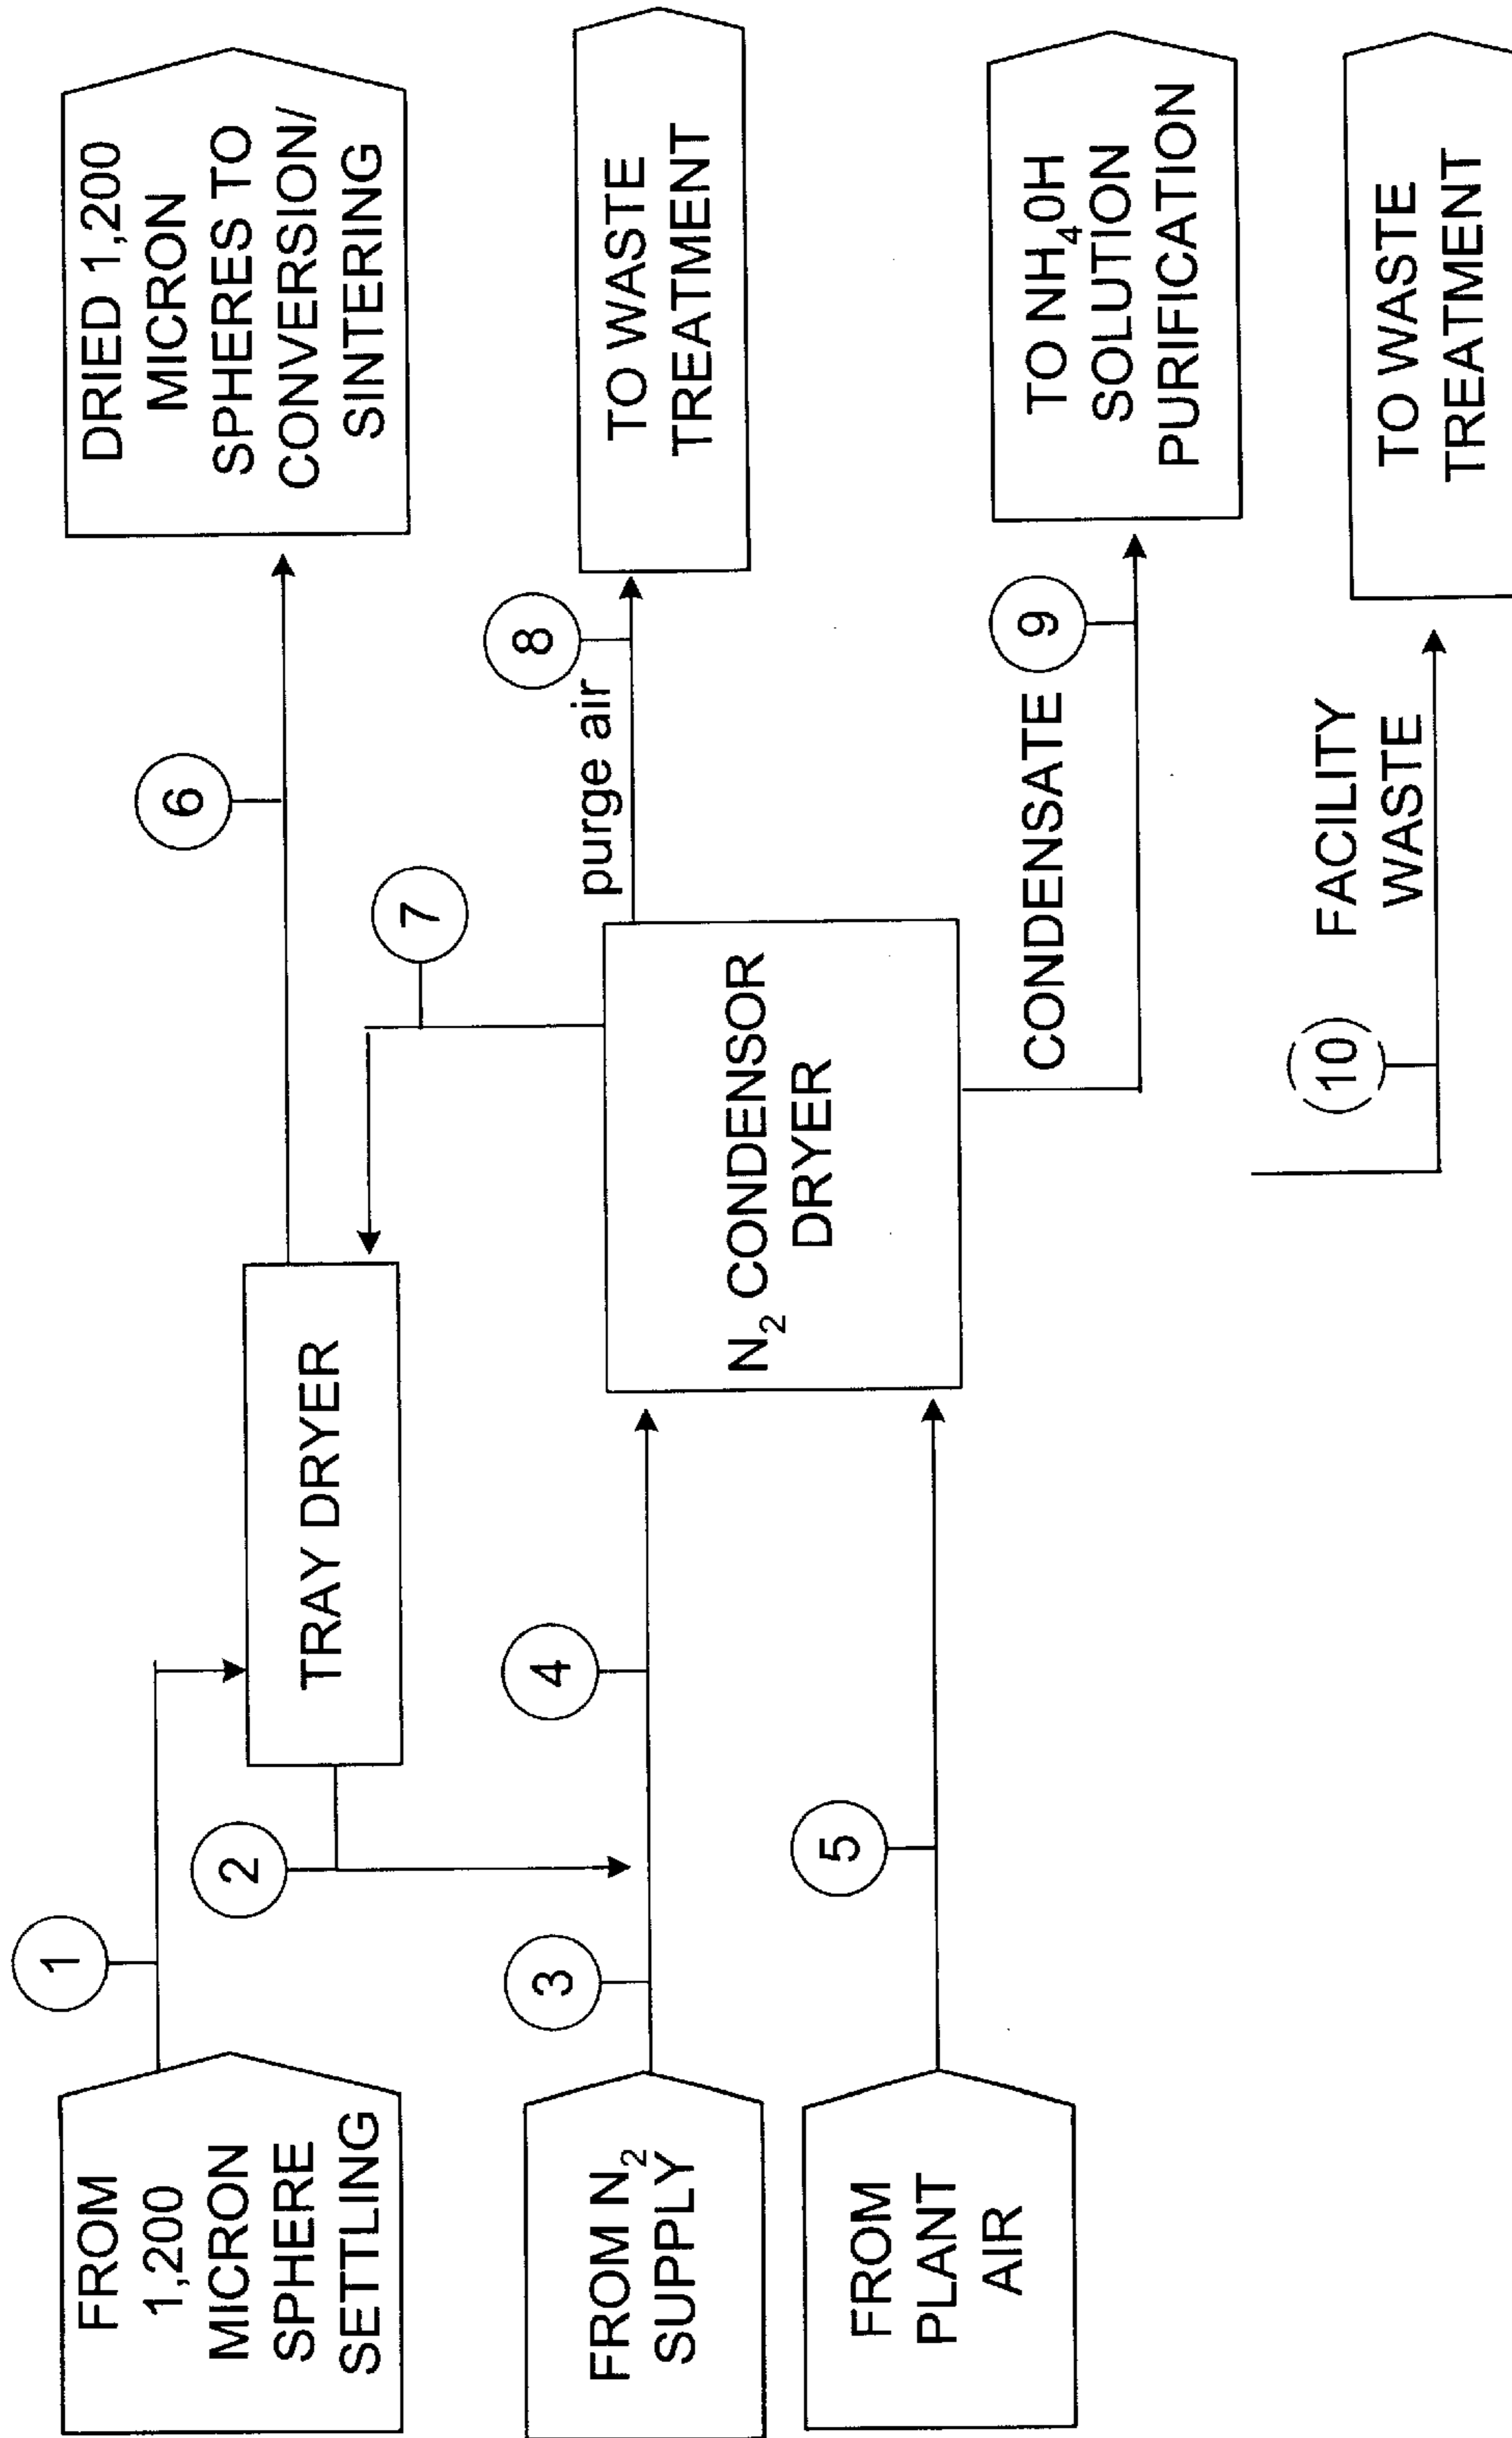 FROM
1,200
MICRON
SPHERE
SETTLING
1
2
TRAY DRYER
6
DRIED 1,200
MICRON
SPHERES TO
CONVERSION/
SINTERING
7
FROM N₂
SUPPLY
3
4
8
purge air
TO WASTE
TREATMENT
N₂ CONDENSOR
DRYER
FROM
PLANT
AIR
5
CONDENSATE
9
TO NH₄0H
SOLUTION
PURIFICATION
10
FACILITY
WASTE
TO WASTE
TREATMENT